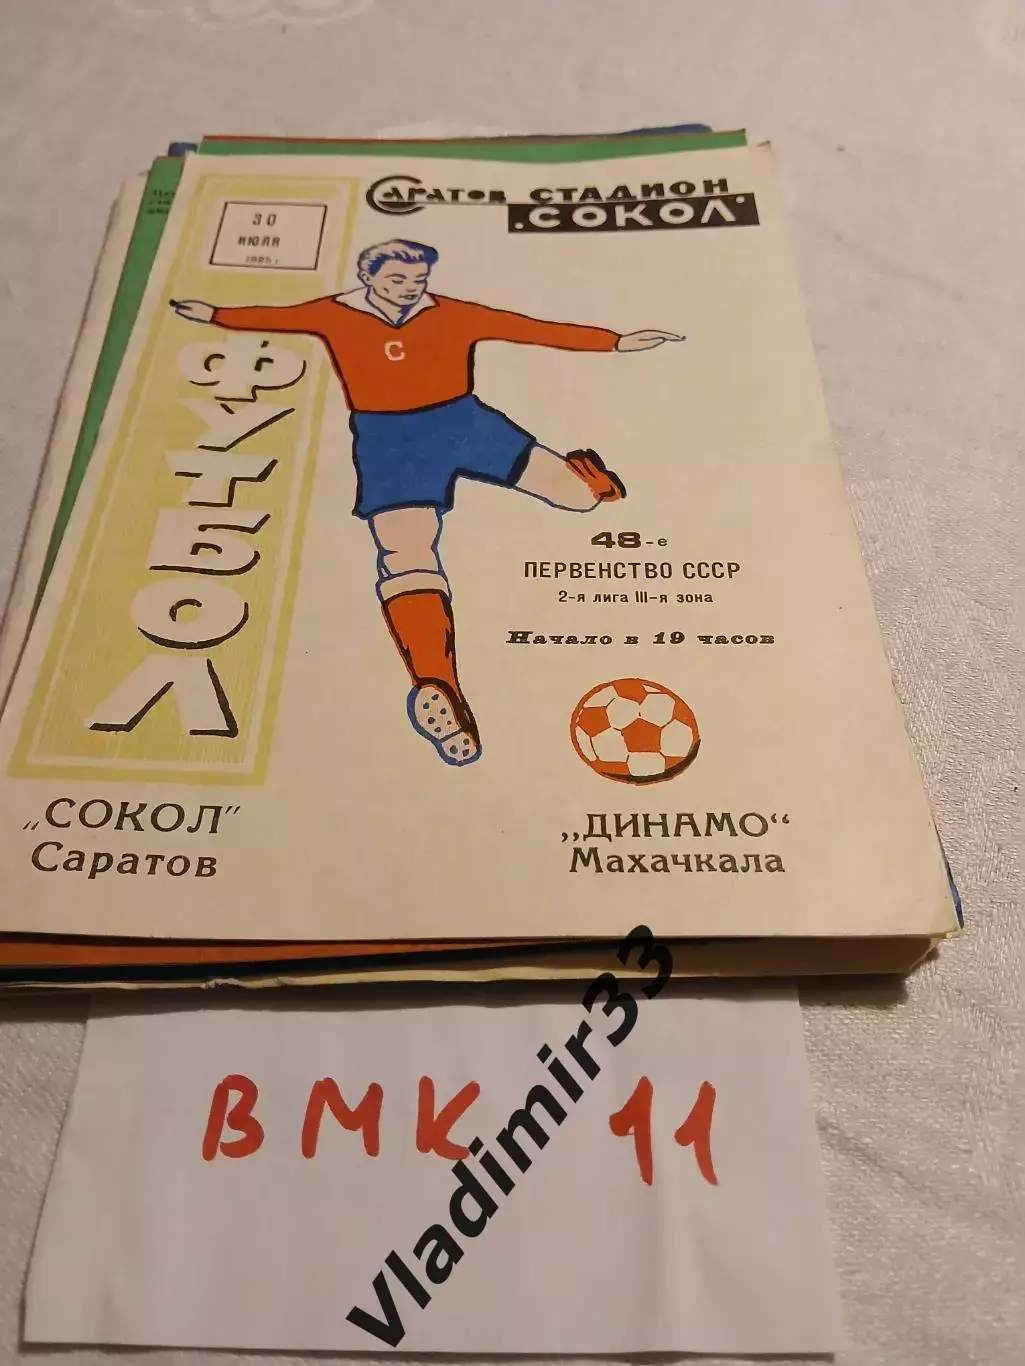 Саратов СТАДИОН
"СОКОЛ"
30
ИЮЛЯ
1985 г
ФУТБОЛ
С
48-е
ПЕРВЕНСТВО СССР
2-я лига III-я зона
Начало в 19 часов
„СОКОЛ"
Саратов
„ДИНАМО“
Махачкала
ВМК 11
Vladimir33